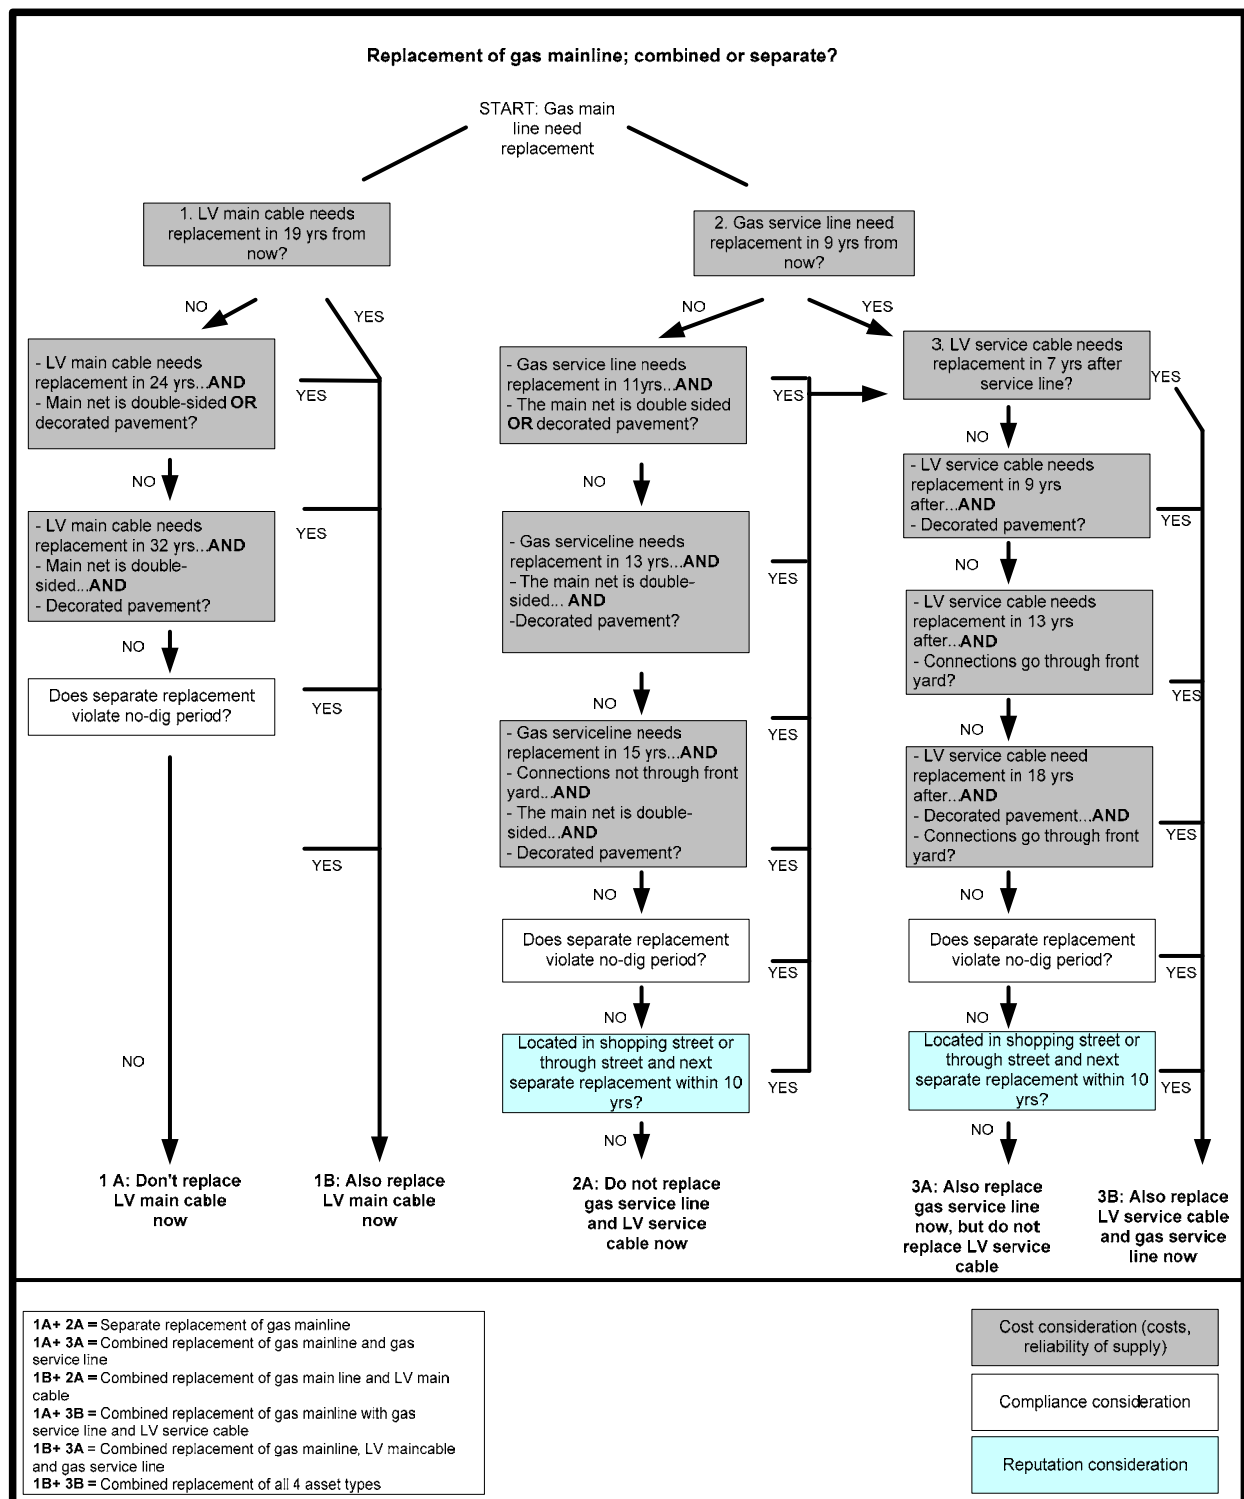 Replacement of gas mainline; combined or separate?
START: Gas main
line need
replacement
1. LV main cable needs
replacement in 19 yrs from
now?
2. Gas service line need
replacement in 9 yrs from
now?
NO
YES
NO
YES
- LV main cable needs
replacement in 24 yrs...AND
- Main net is double-sided OR
decorated pavement?
YES
- Gas service line needs
replacement in 11yrs...AND
- The main net is double sided
OR decorated pavement?
YES
3. LV service cable needs
replacement in 7 yrs after
service line?
YES
NO
NO
NO
- LV main cable needs
replacement in 32 yrs...AND
- Main net is double-
sided...AND
- Decorated pavement?
YES
- Gas serviceline needs
replacement in 13 yrs...AND
- The main net is double-
sided... AND
-Decorated pavement?
YES
- LV service cable needs
replacement in 9 yrs
after...AND
- Decorated pavement?
YES
NO
NO
NO
Does separate replacement
violate no-dig period?
YES
- Gas serviceline needs
replacement in 15 yrs...AND
- Connections not through front
yard...AND
- The main net is double-
sided...AND
- Decorated pavement?
YES
YES
- LV service cable needs
replacement in 13 yrs
after...AND
- Connections go through front
yard?
YES
NO
- LV service cable need
replacement in 18 yrs
after...AND
- Decorated pavement...AND
- Connections go through front
yard?
YES
YES
NO
NO
Does separate replacement
violate no-dig period?
YES
Does separate replacement
violate no-dig period?
YES
NO
NO
NO
Located in shopping street or
through street and next
separate replacement within 10
yrs?
YES
Located in shopping street or
through street and next
separate replacement within 10
yrs?
YES
NO
NO
1 A: Don't replace
LV main cable
now
1B: Also replace
LV main cable
now
2A: Do not replace
gas service line
and LV service
cable now
3A: Also replace
gas service line
now, but do not
replace LV service
cable
3B: Also replace
LV service cable
and gas service
line now
1A+ 2A = Separate replacement of gas mainline
1A+ 3A = Combined replacement of gas mainline and gas
service line
1B+ 2A = Combined replacement of gas main line and LV main
cable
1A+ 3B = Combined replacement of gas mainline with gas
service line and LV service cable
1B+ 3A = Combined replacement of gas mainline, LV maincable
and gas service line
1B+ 3B = Combined replacement of all 4 asset types
Cost consideration (costs,
reliability of supply)
Compliance consideration
Reputation consideration